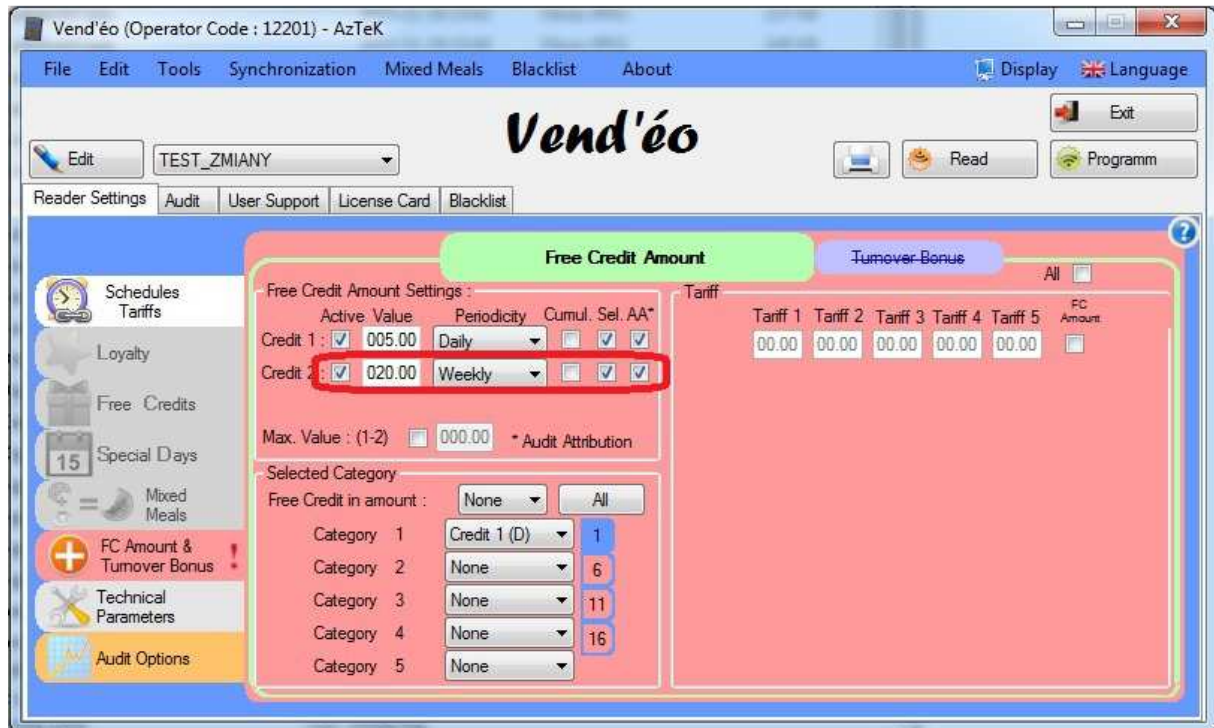 Vend'éo (Operator Code : 12201) - AzTeK
File Edit Tools Synchronization Mixed Meals Blacklist About Display Language
Vend'éo
Exit
Edit TEST_ZMIANY Read Programm
Reader Settings Audit User Support License Card Blacklist
Free Credit Amount Turnover Bonus
All
Schedules Tariffs
Loyalty
Free Credits
15 Special Days
Mixed Meals
FC Amount & Turnover Bonus !
Technical Parameters
Audit Options
Free Credit Amount Settings :
Active Value Periodicity Cumul. Sel. AA*
Credit 1 : 005.00 Daily
Credit 2 : 020.00 Weekly
Max. Value : (1-2) 000.00 * Audit Attribution
Selected Category
Free Credit in amount : None All
Category 1 Credit 1 (D) 1
Category 2 None 6
Category 3 None 11
Category 4 None 16
Category 5 None
Tariff
Tariff 1 Tariff 2 Tariff 3 Tariff 4 Tariff 5 FC Amount
00.00 00.00 00.00 00.00 00.00